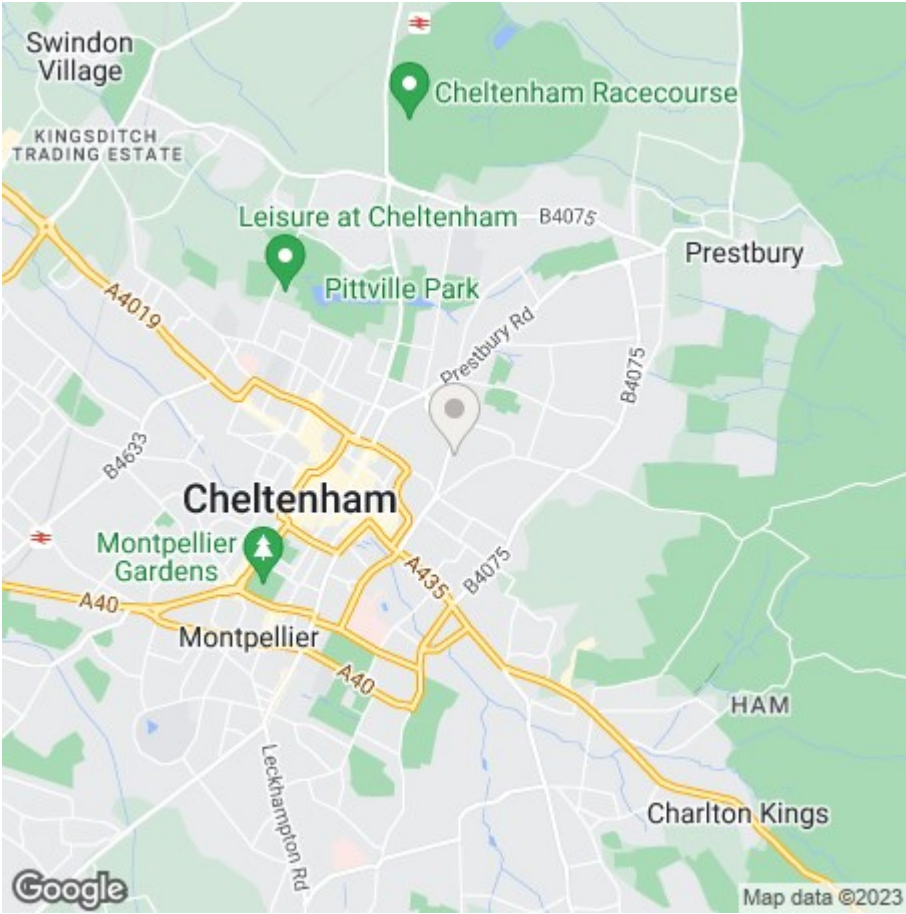 Swindon
Village
Cheltenham Racecourse
KINGSDITCH
TRADING ESTATE
Leisure at Cheltenham
B4075
Prestbury
Pittville Park
A4019
Prestbury Rd
B4075
B4633
Cheltenham
Montpellier
Gardens
A435
B4075
A40
Montpellier
A40
HAM
Leckhampton Rd
Charlton Kings
Google
Map data ©2023